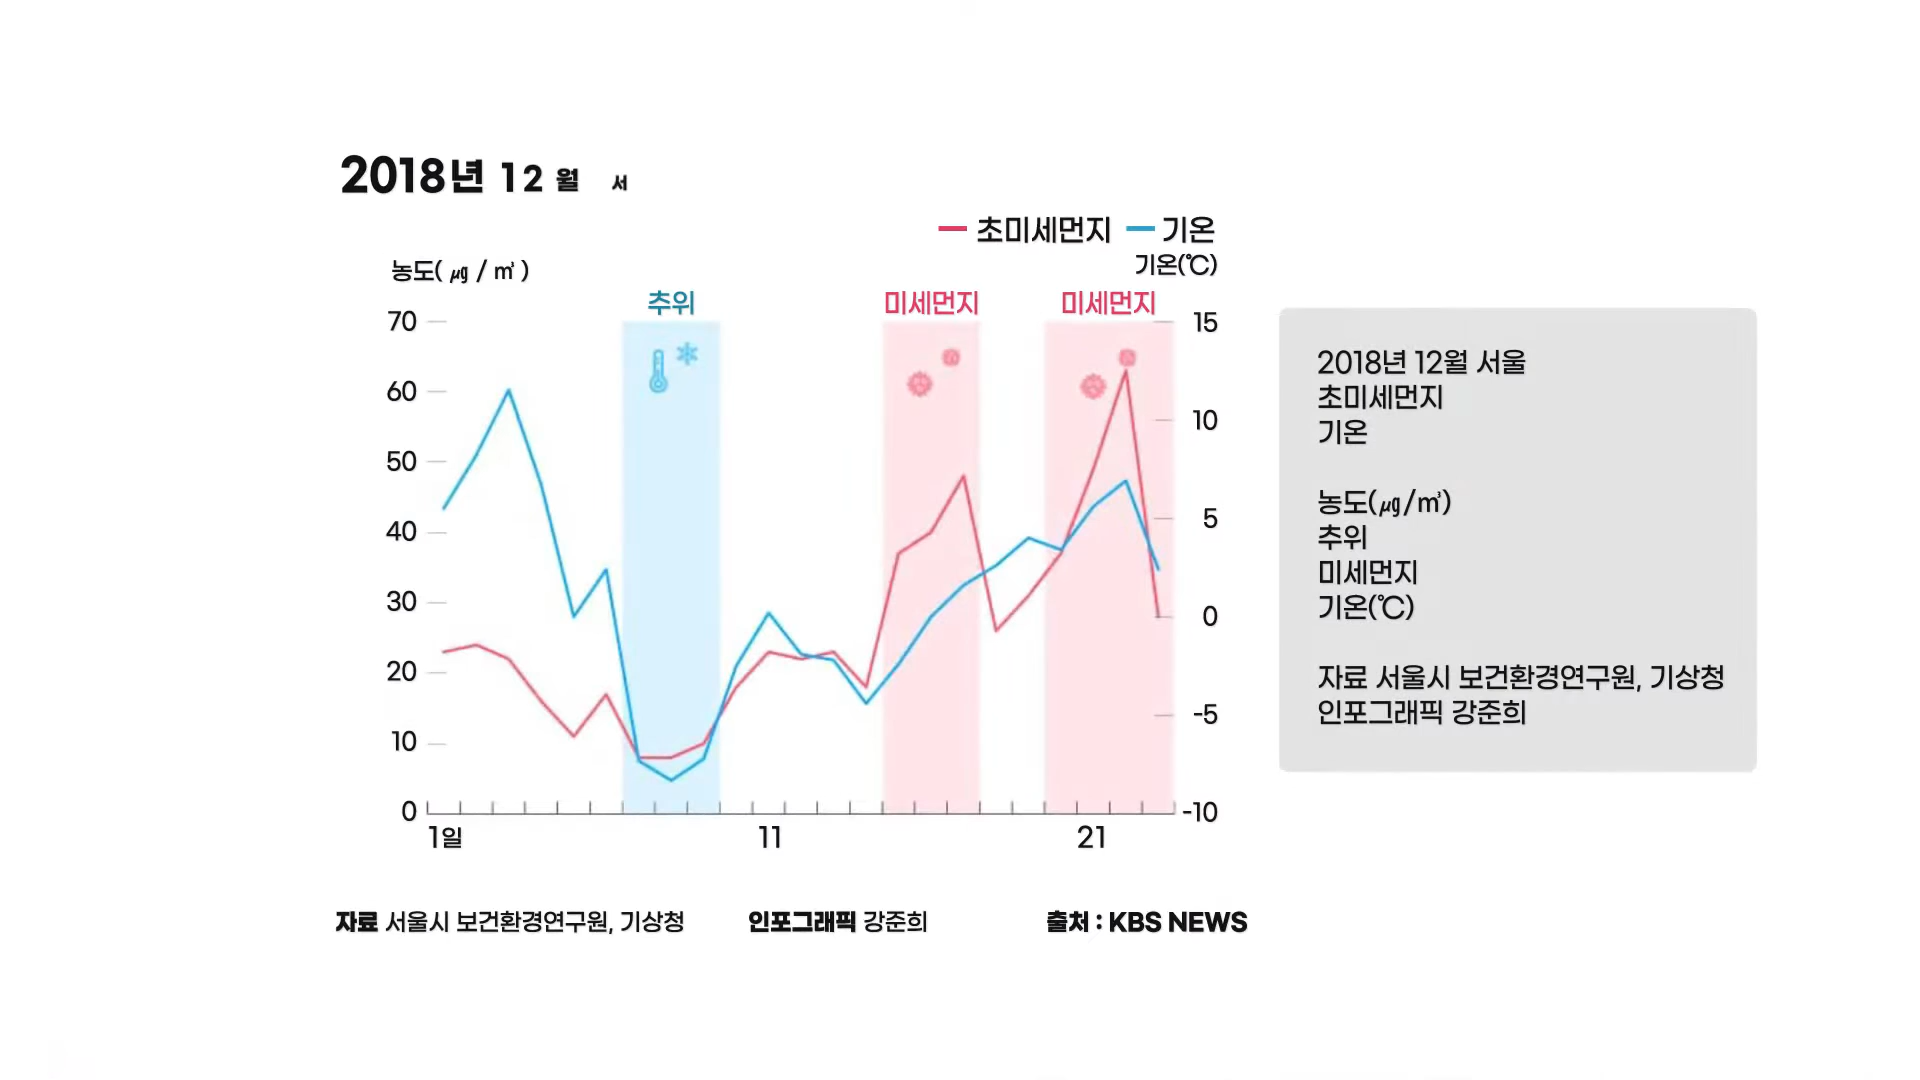 2018년 12 월 서
초미세먼지 기온
농도( ㎍ / ㎥ )
기온(℃)
추위 미세먼지 미세먼지
70 15
60
10
50
40 5
30 0
20
-5
10
0 -10
1일 11 21
자료 서울시 보건환경연구원, 기상청 인포그래픽 강준희 출처 : KBS NEWS
2018년 12월 서울
초미세먼지
기온
농도(㎍/㎥)
추위
미세먼지
기온(℃)
자료 서울시 보건환경연구원, 기상청
인포그래픽 강준희